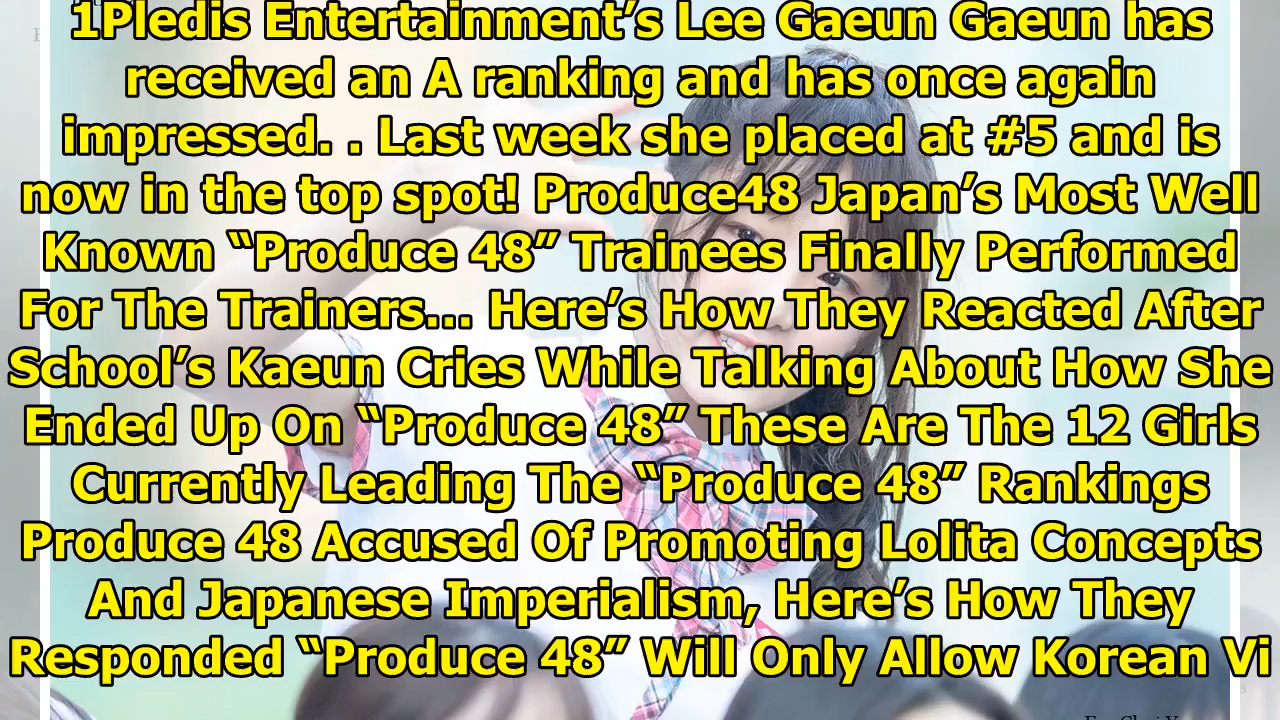 1Pledis Entertainment’s Lee Gaeun Gaeun has
received an A ranking and has once again
impressed. . Last week she placed at #5 and is
now in the top spot! Produce48 Japan’s Most Well
Known “Produce 48” Trainees Finally Performed
For The Trainers... Here’s How They Reacted After
School’s Kaeun Cries While Talking About How She
Ended Up On “Produce 48” These Are The 12 Girls
Currently Leading The “Produce 48” Rankings
Produce 48 Accused Of Promoting Lolita Concepts
And Japanese Imperialism, Here’s How They
Responded “Produce 48” Will Only Allow Korean Vi